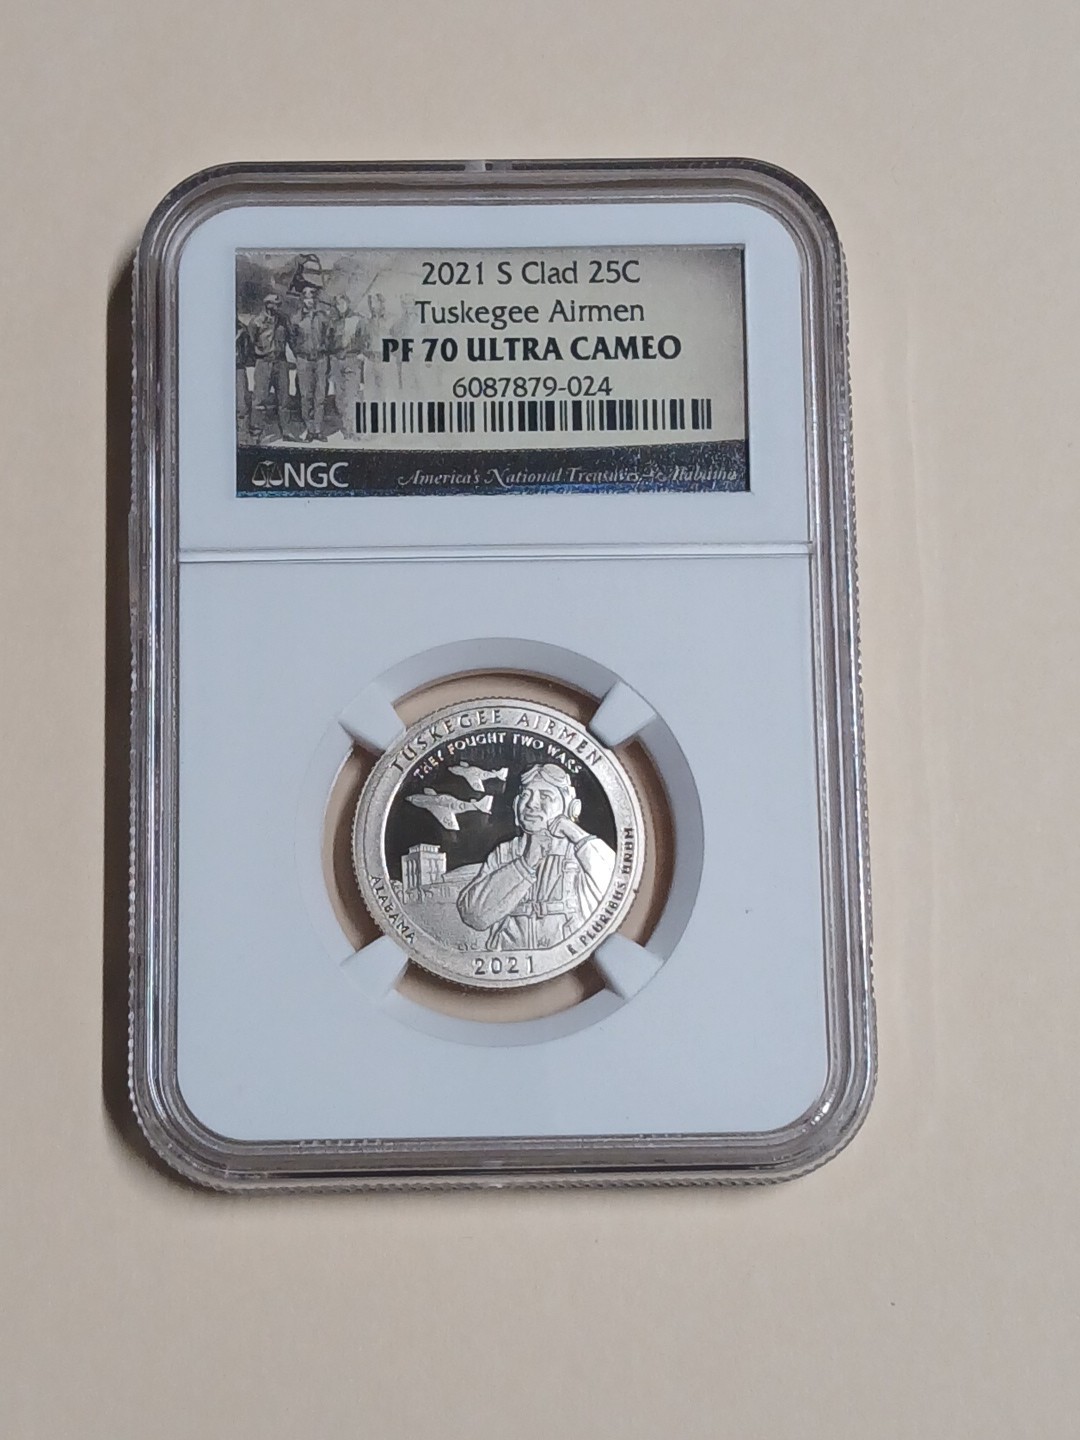 2021 S Clad 25C
Tuskegee Airmen
PF 70 ULTRA CAMEO
6087879-024
NGC
America's National Treasures - Alabama
TUSKEGEE AIRMEN
THEY FOUGHT TWO WARS
ALABAMA
E PLURIBUS UNUM
2021